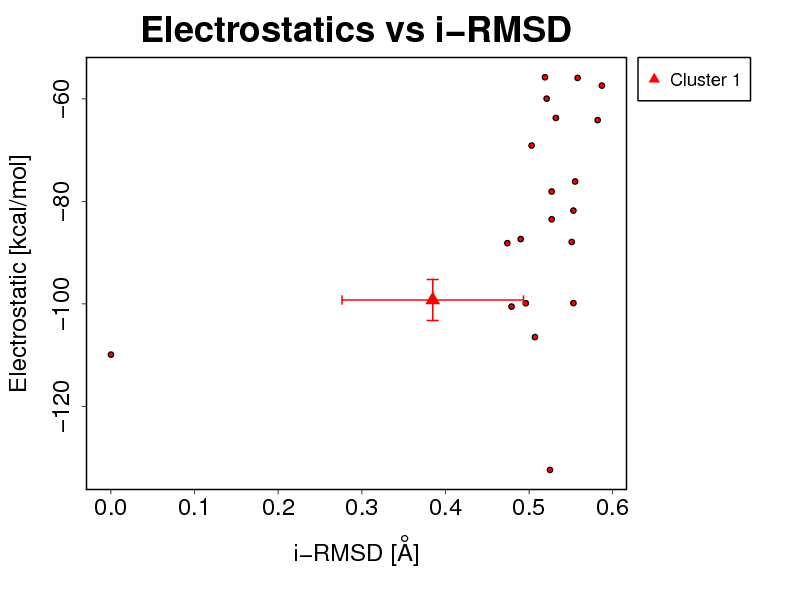 Electrostatics vs i−RMSD
Cluster 1
Electrostatic [kcal/mol]
−60
−80
−100
−120
0.0 0.1 0.2 0.3 0.4 0.5 0.6
i−RMSD [Å]